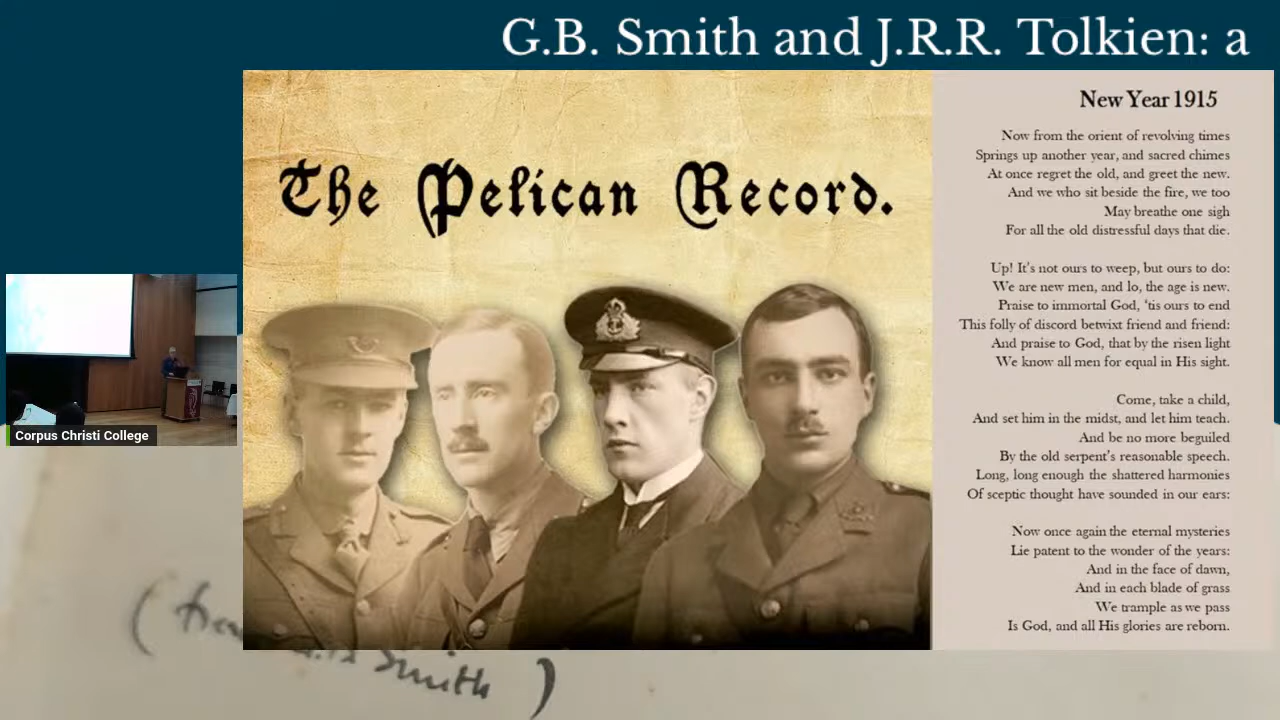 G.B. Smith and J.R.R. Tolkien: a
The Pelican Record.
New Year 1915
Now from the orient of revolving times
Springs up another year, and sacred chimes
At once regret the old, and greet the new.
And we who sit beside the fire, we too
May breathe one sigh
For all the old distressful days that die.
Up! It's not ours to weep, but ours to do:
We are new men, and lo, the age is new.
Praise to immortal God, 'tis ours to end
This folly of discord betwixt friend and friend:
And praise to God, that by the risen light
We know all men for equal in His sight.
Come, take a child,
And set him in the midst, and let him teach.
And be no more beguiled
By the old serpent's reasonable speech.
Long, long enough the shattered harmonies
Of sceptic thought have sounded in our ears:
Now once again the eternal mysteries
Lie patent to the wonder of the years:
And in the face of dawn,
And in each blade of grass
We trample as we pass
Is God, and all His glories are reborn.
Corpus Christi College
Smith )